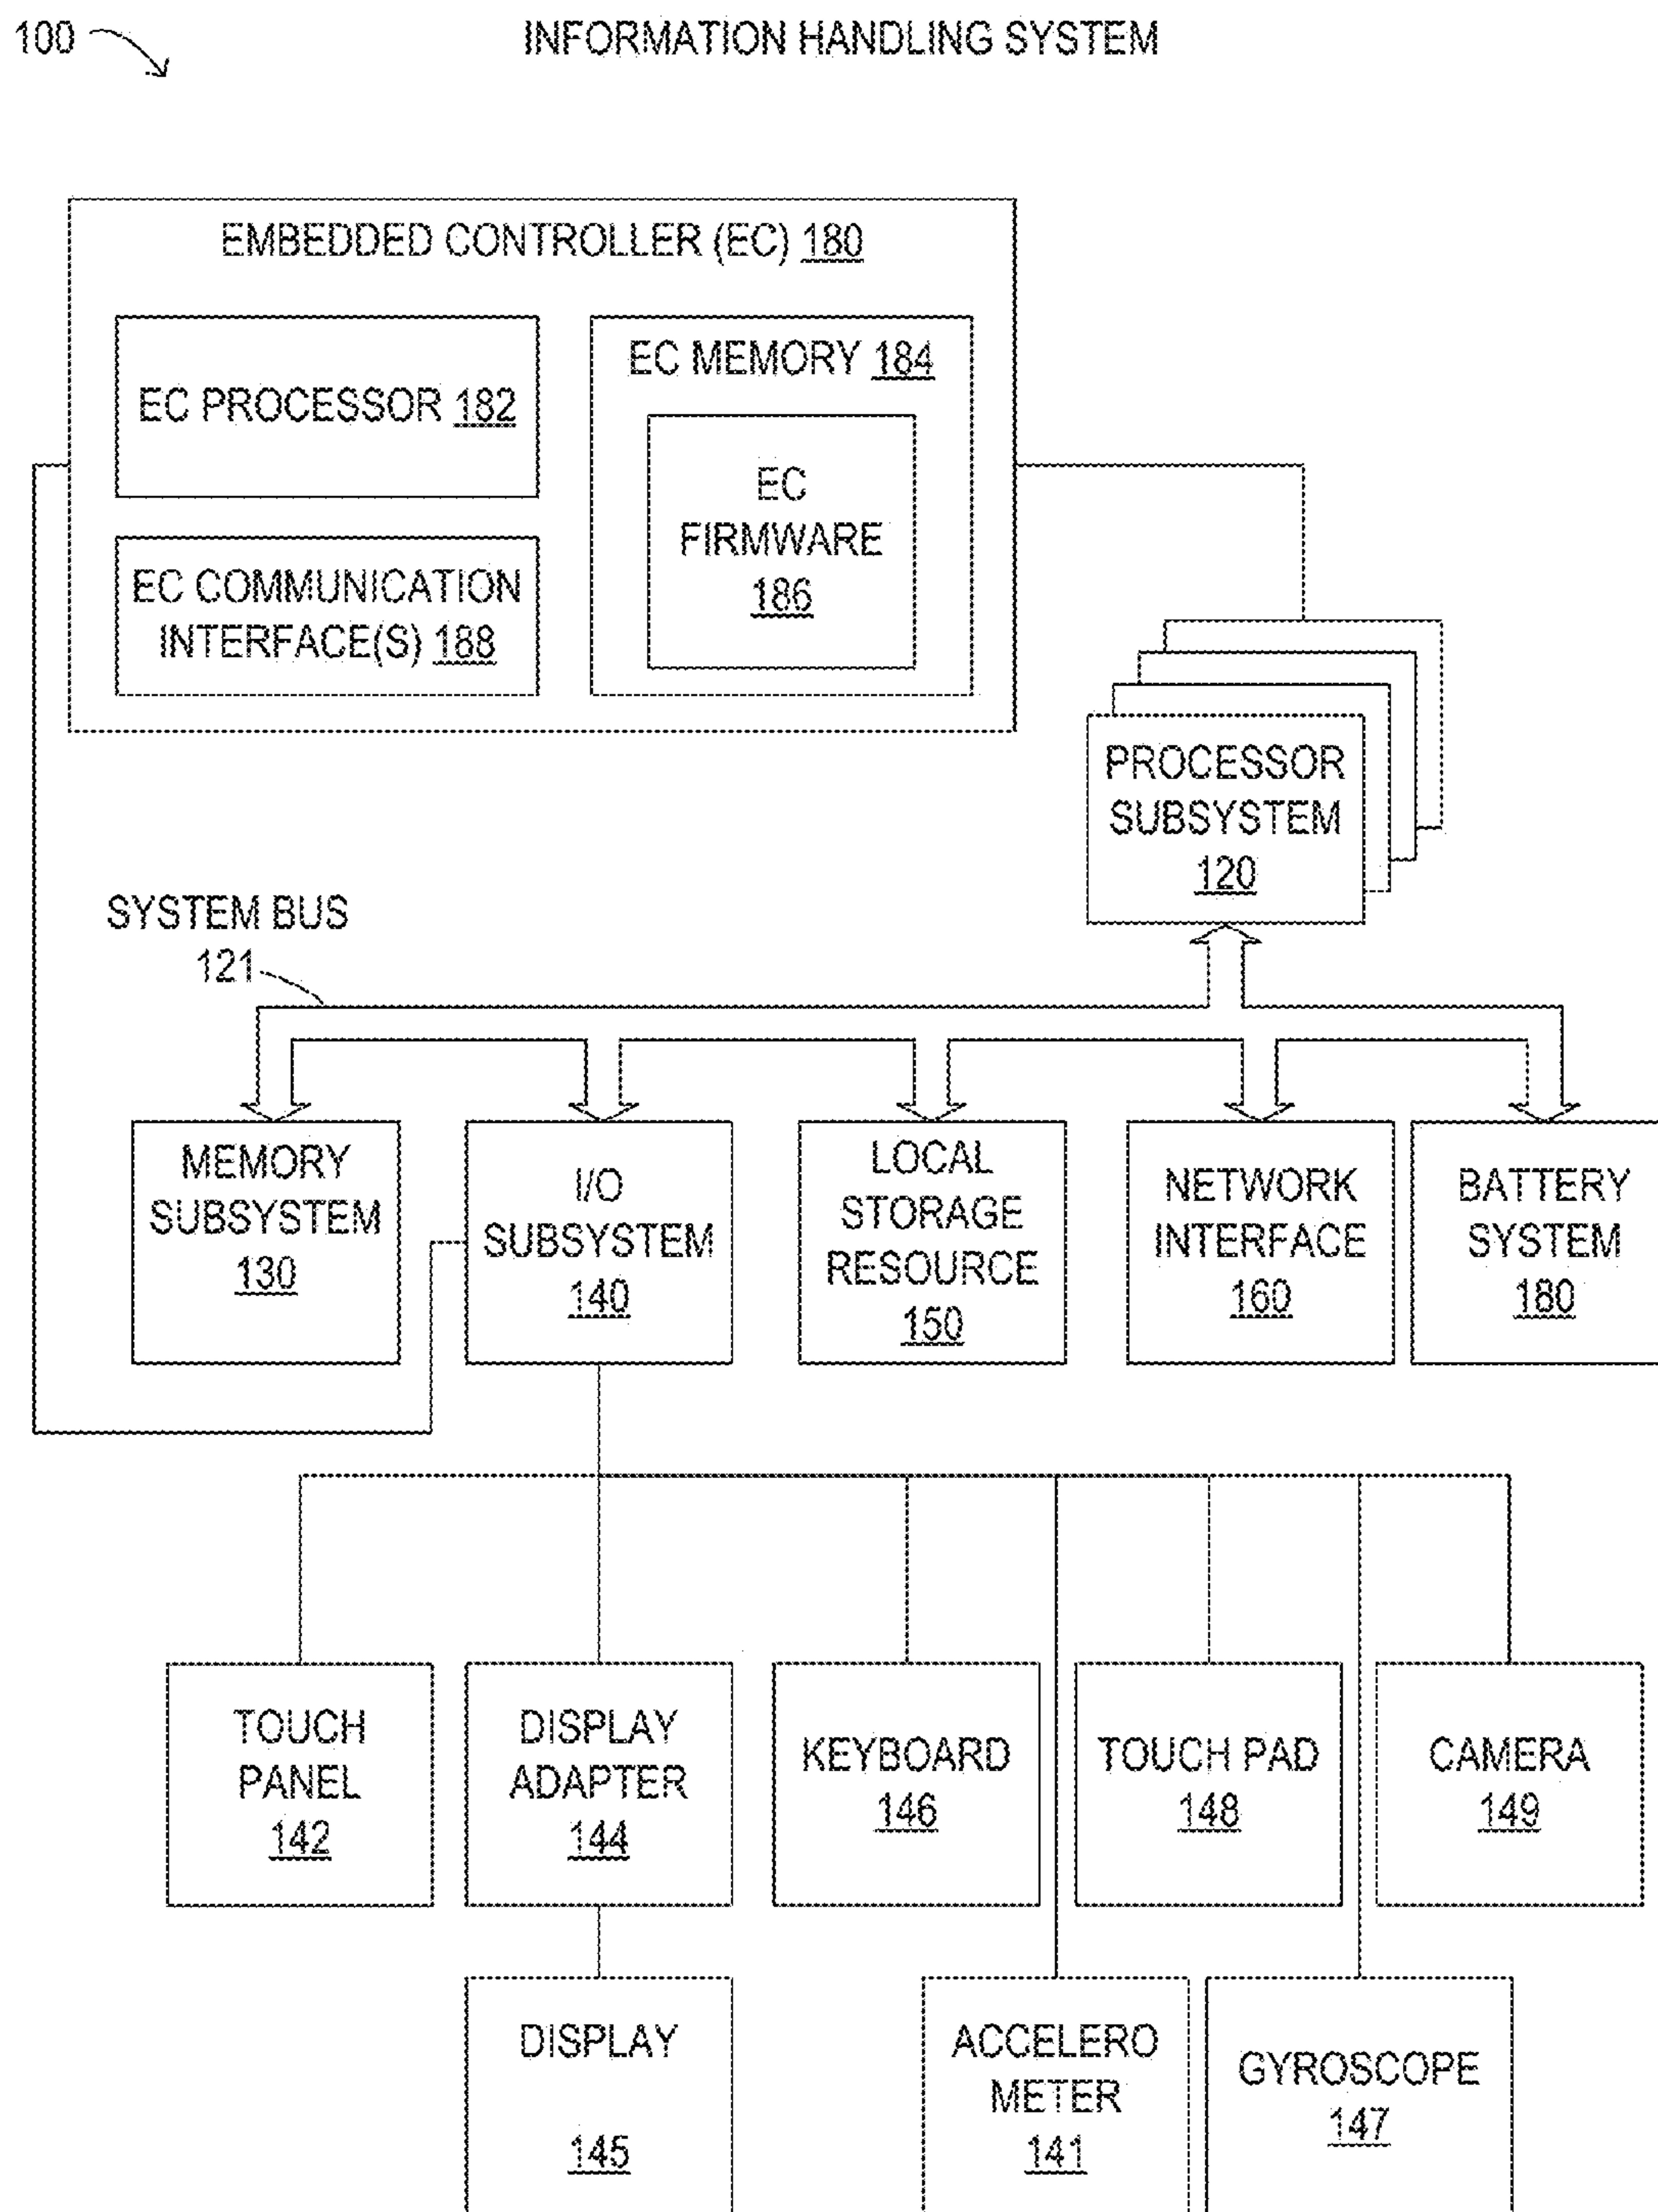 100
INFORMATION HANDLING SYSTEM
EMBEDDED CONTROLLER (EC) 180
EC PROCESSOR 182
EC COMMUNICATION
INTERFACE(S) 188
EC MEMORY 184
EC
FIRMWARE
186
PROCESSOR
SUBSYSTEM
120
SYSTEM BUS
121
MEMORY
SUBSYSTEM
130
I/O
SUBSYSTEM
140
LOCAL
STORAGE
RESOURCE
150
NETWORK
INTERFACE
160
BATTERY
SYSTEM
180
TOUCH
PANEL
142
DISPLAY
ADAPTER
144
KEYBOARD
146
TOUCH PAD
148
CAMERA
149
DISPLAY
145
ACCELERO
METER
141
GYROSCOPE
147